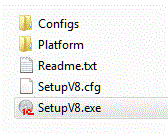 Configs
Platform
Readme.txt
SetupV8.cfg
SetupV8.exe